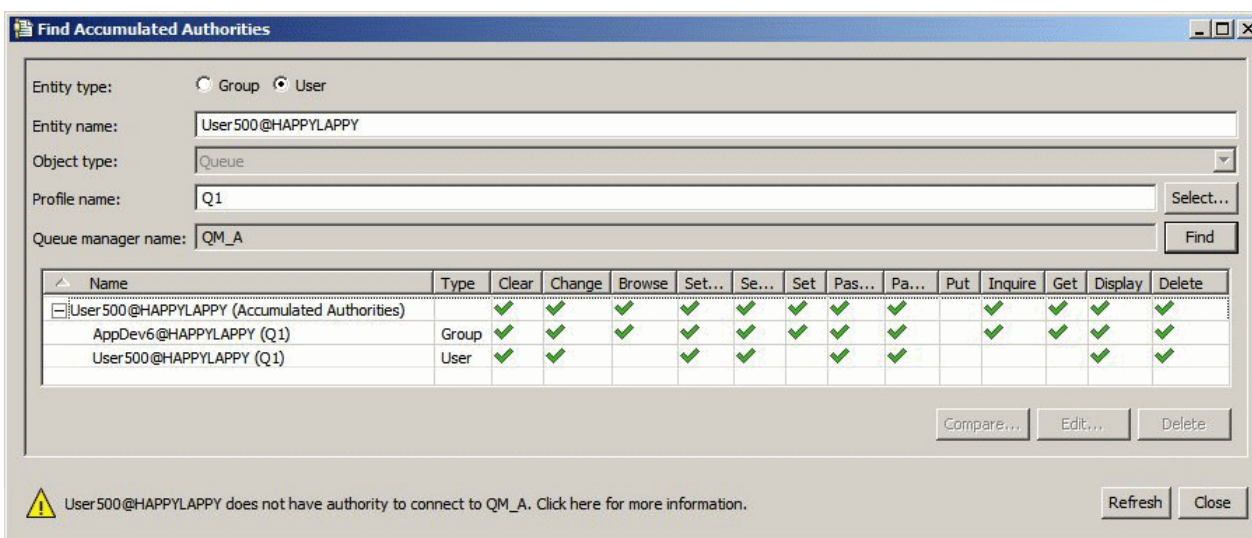 Find Accumulated Authorities
Entity type: Group User
Entity name: User500@HAPPYLAPPY
Object type: Queue
Profile name: Q1 Select...
Queue manager name: QM_A Find
Name Type Clear Change Browse Set... Se... Set Pas... Pa... Put Inquire Get Display Delete
User500@HAPPYLAPPY (Accumulated Authorities)
AppDev6@HAPPYLAPPY (Q1) Group
User500@HAPPYLAPPY (Q1) User
Compare... Edit... Delete
User500@HAPPYLAPPY does not have authority to connect to QM_A. Click here for more information. Refresh Close